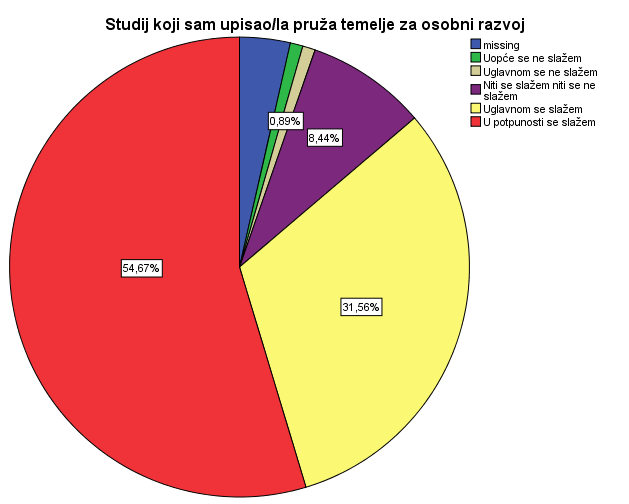 Studij koji sam upisao/la pruža temelje za osobni razvoj
missing
Uopće se ne slažem
Uglavnom se ne slažem
Niti se slažem niti se ne
slažem
Uglavnom se slažem
U potpunosti se slažem
0,89%
8,44%
54,67%
31,56%